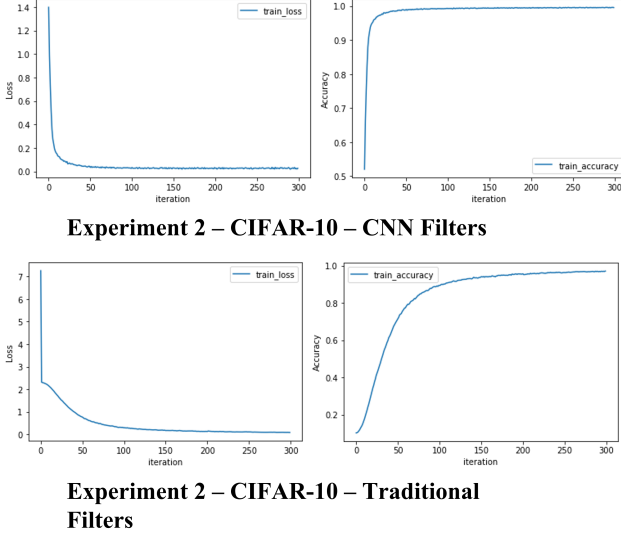 1.4
1.2
1.0
0.8
0.6
0.4
0.2
0.0
Loss
train_loss
0 50 100 150 200 250 300
iteration
1.0
0.9
0.8
0.7
0.6
0.5
Accuracy
train_accuracy
0 50 100 150 200 250 300
iteration
Experiment 2 – CIFAR-10 – CNN Filters
7
6
5
4
3
2
1
0
Loss
train_loss
0 50 100 150 200 250 300
iteration
1.0
0.8
0.6
0.4
0.2
Accuracy
train_accuracy
0 50 100 150 200 250 300
iteration
Experiment 2 – CIFAR-10 – Traditional
Filters